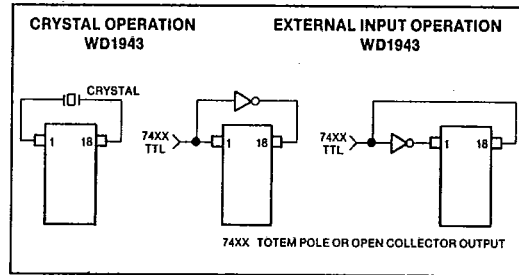 CRYSTAL OPERATION
WD1943
EXTERNAL INPUT OPERATION
WD1943
CRYSTAL
1 18
74XX
TTL
1 18
74XX
TTL
1 18
74XX TOTEM POLE OR OPEN COLLECTOR OUTPUT